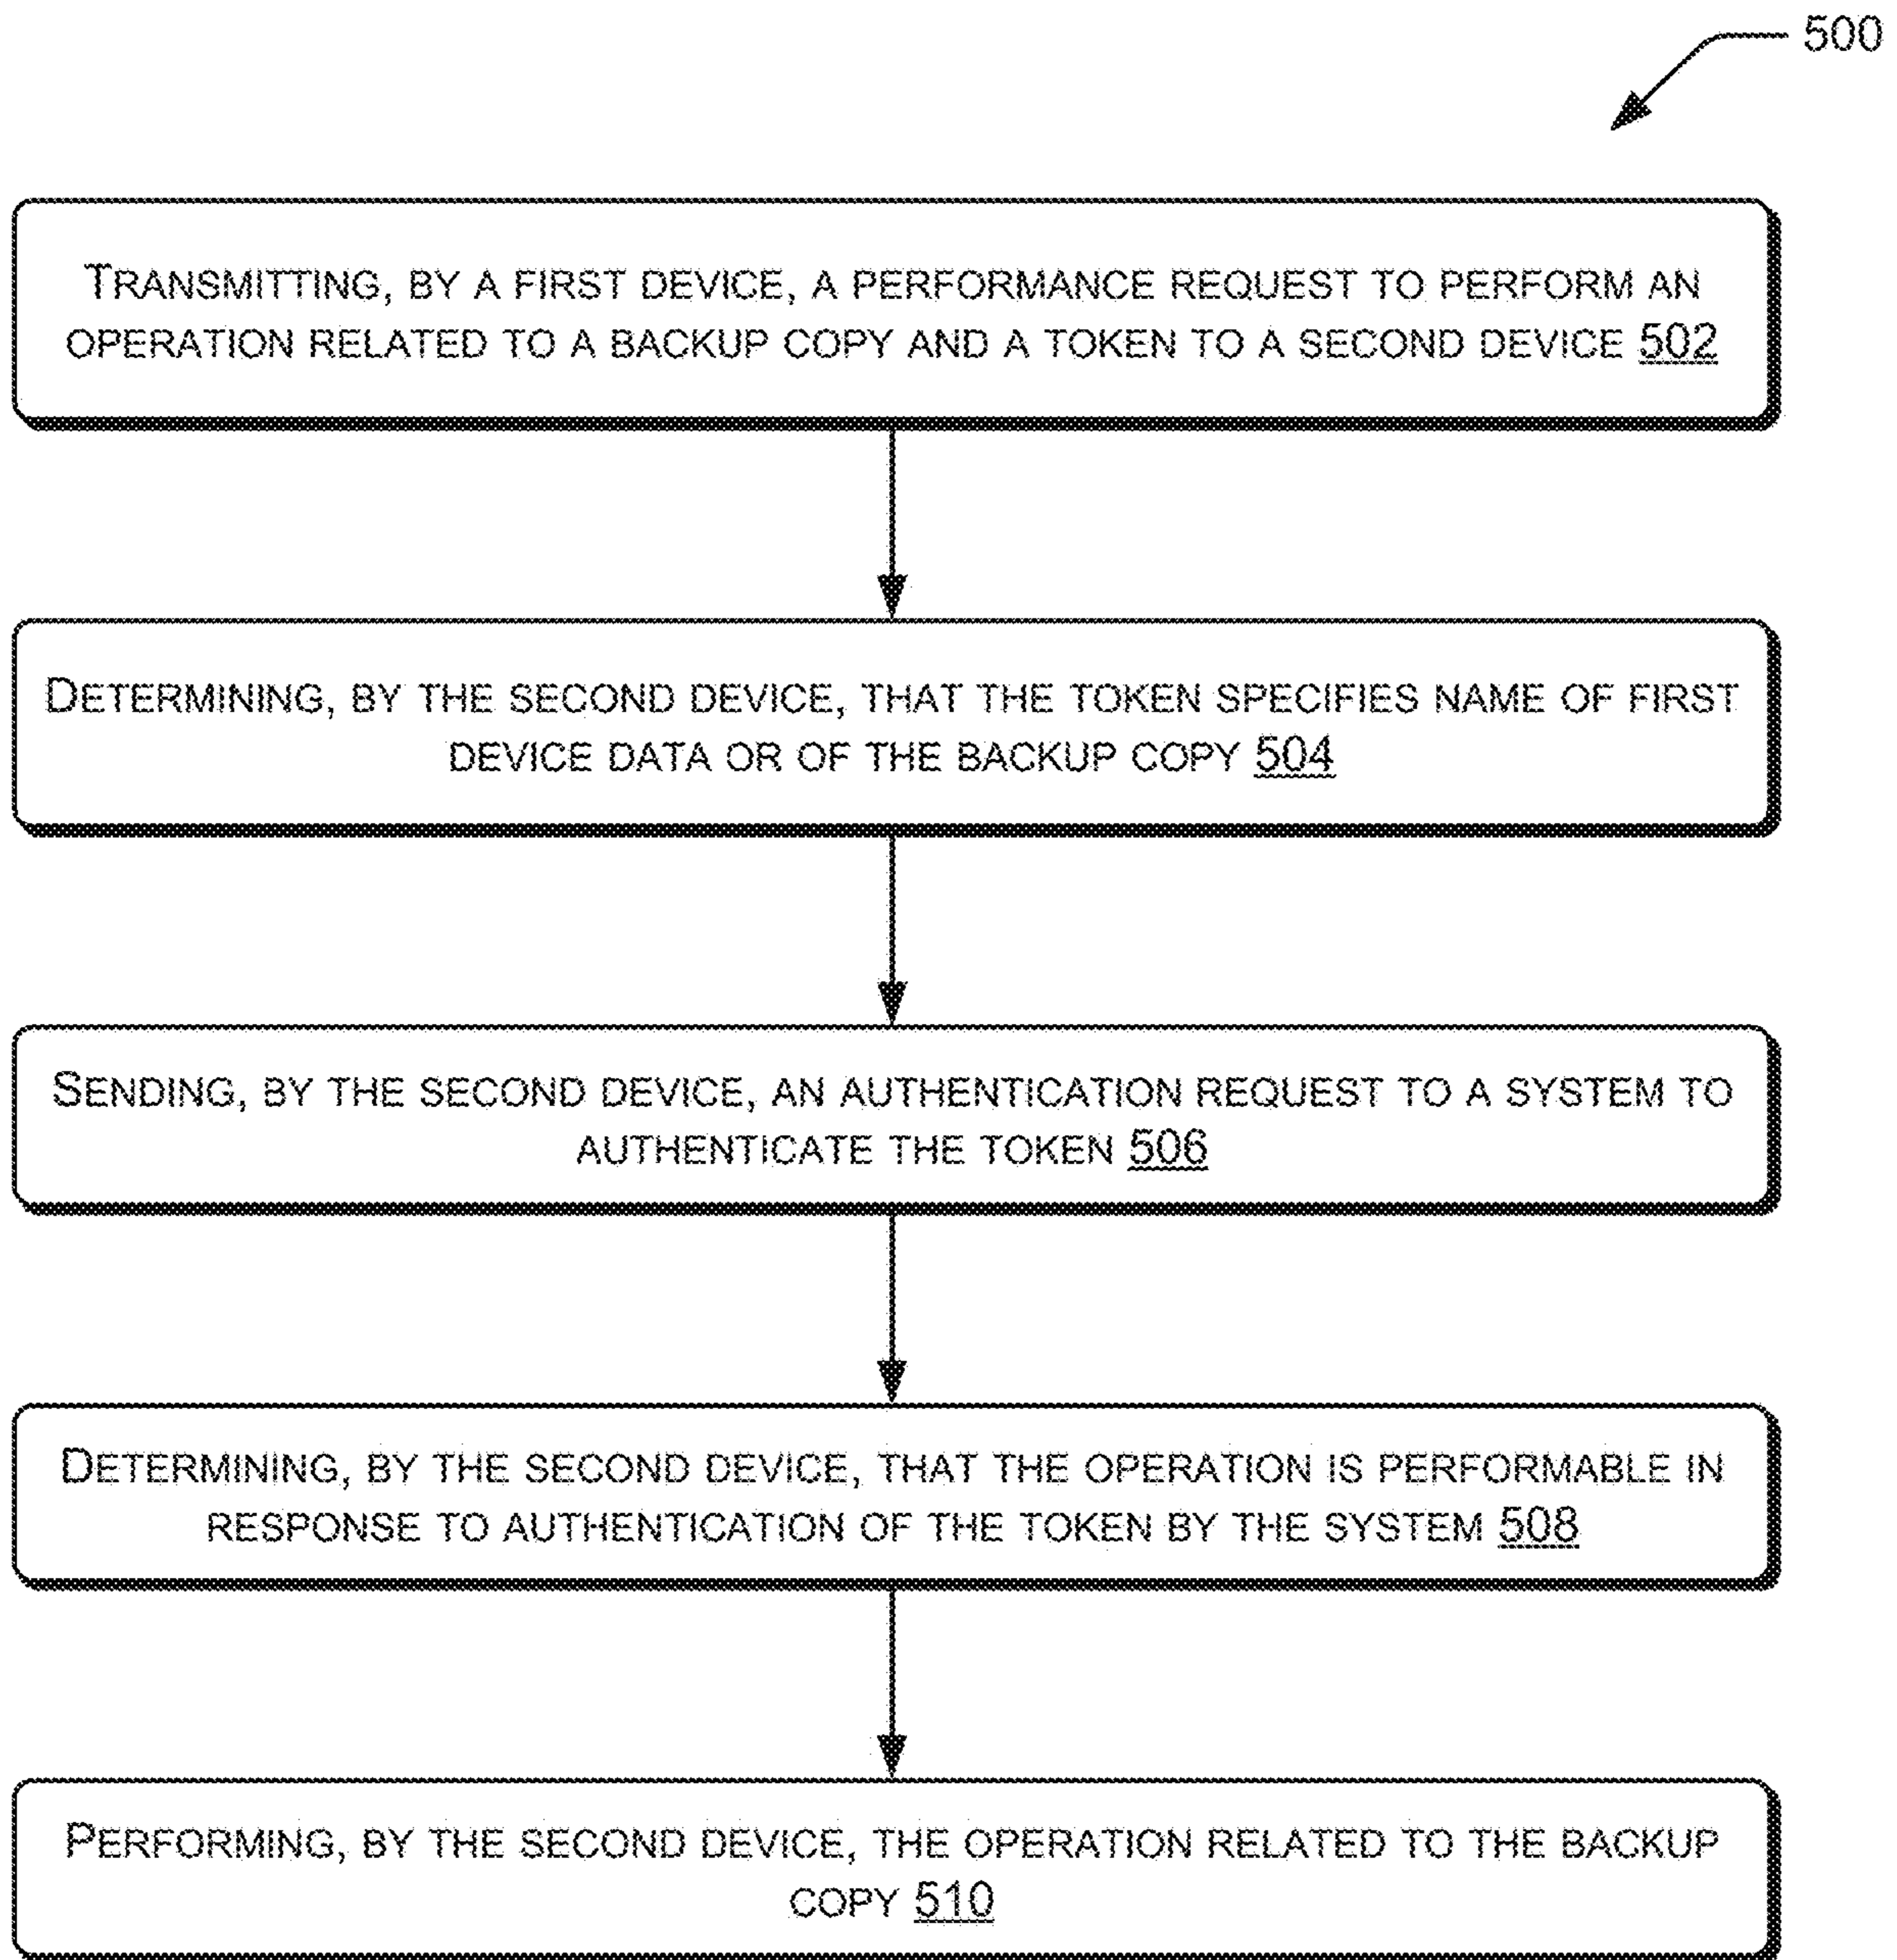 500
TRANSMITTING, BY A FIRST DEVICE, A PERFORMANCE REQUEST TO PERFORM AN
OPERATION RELATED TO A BACKUP COPY AND A TOKEN TO A SECOND DEVICE 502
DETERMINING, BY THE SECOND DEVICE, THAT THE TOKEN SPECIFIES NAME OF FIRST
DEVICE DATA OR OF THE BACKUP COPY 504
SENDING, BY THE SECOND DEVICE, AN AUTHENTICATION REQUEST TO A SYSTEM TO
AUTHENTICATE THE TOKEN 506
DETERMINING, BY THE SECOND DEVICE, THAT THE OPERATION IS PERFORMABLE IN
RESPONSE TO AUTHENTICATION OF THE TOKEN BY THE SYSTEM 508
PERFORMING, BY THE SECOND DEVICE, THE OPERATION RELATED TO THE BACKUP
COPY 510